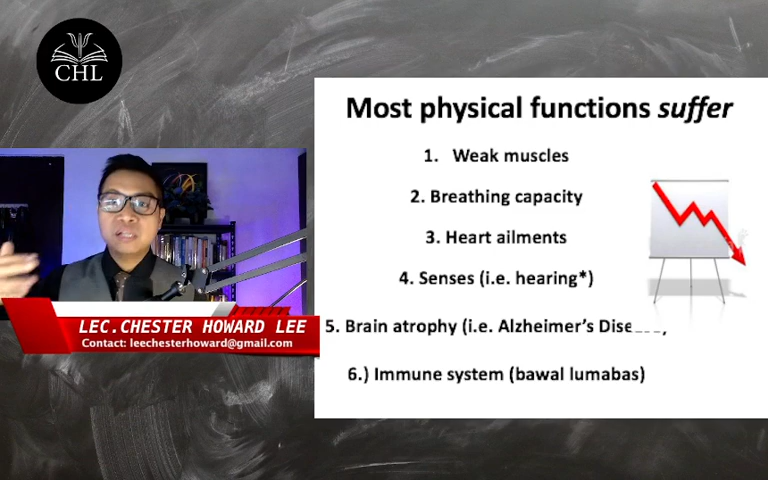 CHL
Most physical functions suffer
1. Weak muscles
2. Breathing capacity
3. Heart ailments
4. Senses (i.e. hearing*)
LEC.CHESTER HOWARD LEE
Contact: leechesterhoward@gmail.com
5. Brain atrophy (i.e. Alzheimer's
6.) Immune system (bawal lumabas)